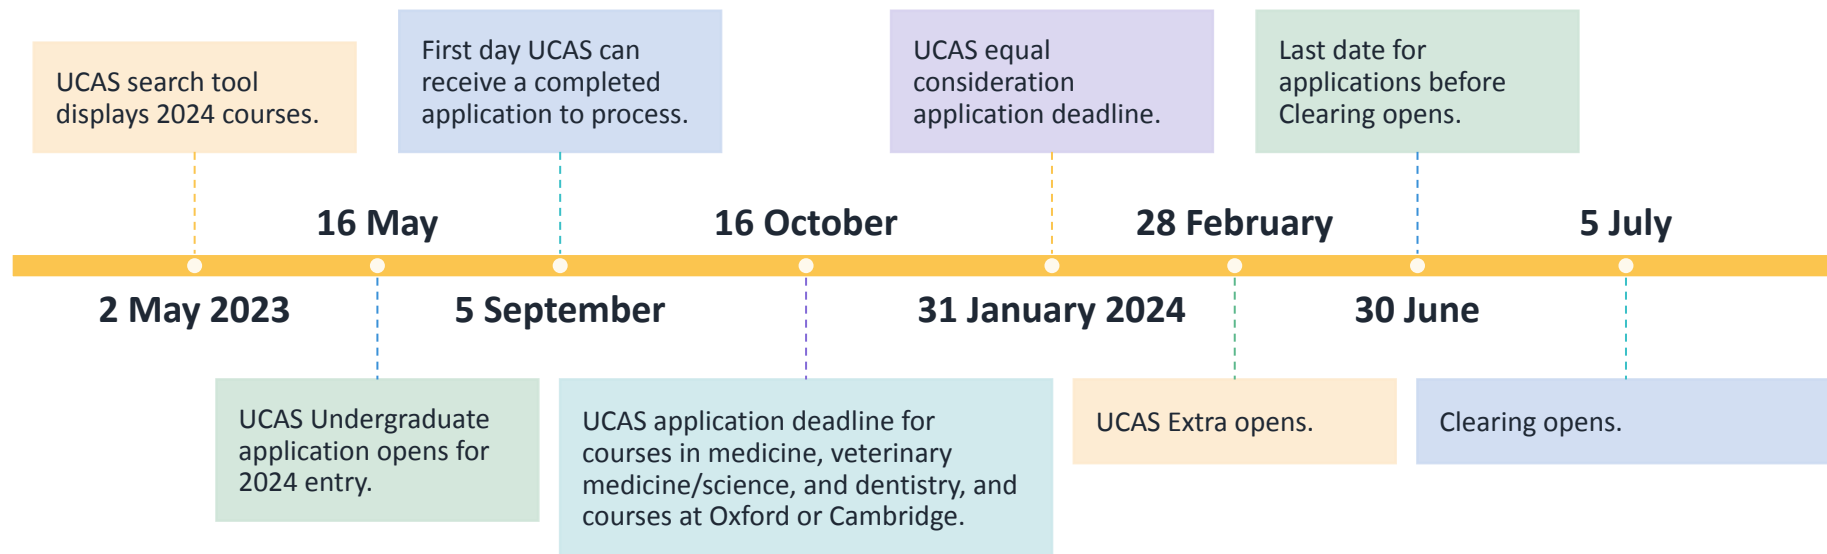 UCAS search tool
displays 2024 courses.
First day UCAS can
receive a completed
application to process.
UCAS equal
consideration
application deadline.
Last date for
applications before
Clearing opens.
16 May
16 October
28 February
5 July
2 May 2023
5 September
31 January 2024
30 June
UCAS Undergraduate
application opens for
2024 entry.
UCAS application deadline for
courses in medicine, veterinary
medicine/science, and dentistry, and
courses at Oxford or Cambridge.
UCAS Extra opens.
Clearing opens.